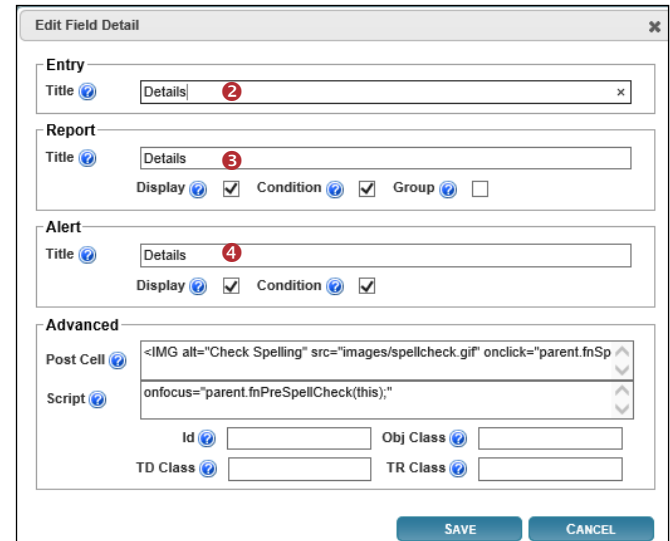 Edit Field Detail
Entry
Title Details 2
Report
Title Details 3
Display Condition Group
Alert
Title Details 4
Display Condition
Advanced
Post Cell <IMG alt="Check Spelling" src="images/spellcheck.gif" onclick="parent.fnSp
Script onfocus="parent.fnPreSpellCheck(this);"
Id Obj Class
TD Class TR Class
SAVE CANCEL